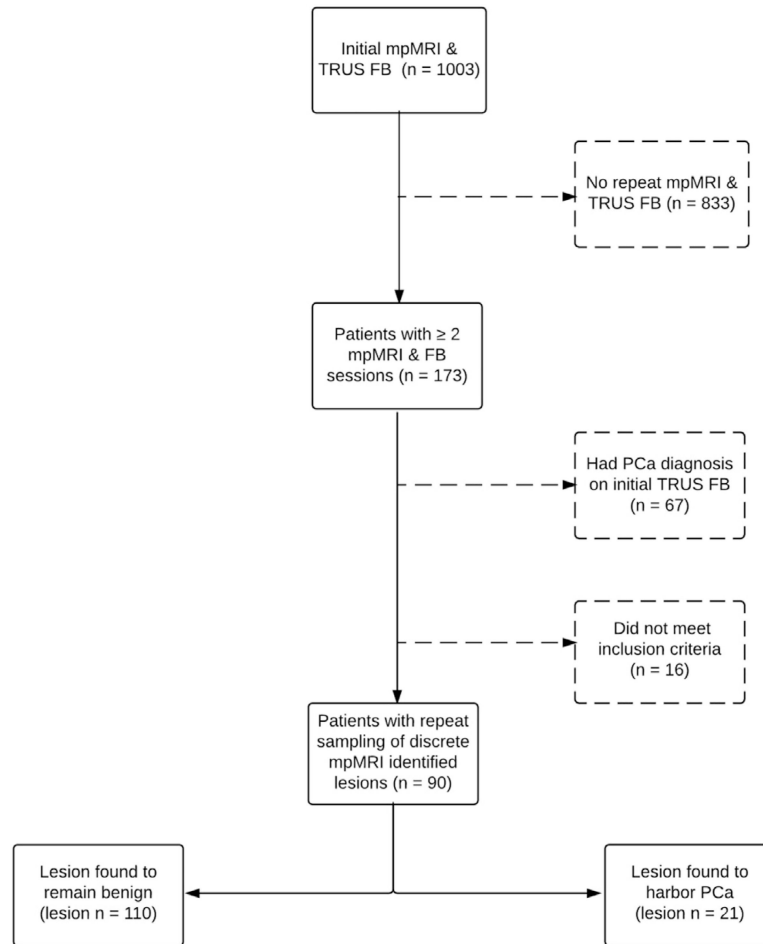 Initial mpMRI &
TRUS FB (n = 1003)
No repeat mpMRI &
TRUS FB (n = 833)
Patients with ≥ 2
mpMRI & FB
sessions (n = 173)
Had PCa diagnosis
on initial TRUS FB
(n = 67)
Did not meet
inclusion criteria
(n = 16)
Patients with repeat
sampling of discrete
mpMRI identified
lesions (n = 90)
Lesion found to
remain benign
(lesion n = 110)
Lesion found to
harbor PCa
(lesion n = 21)